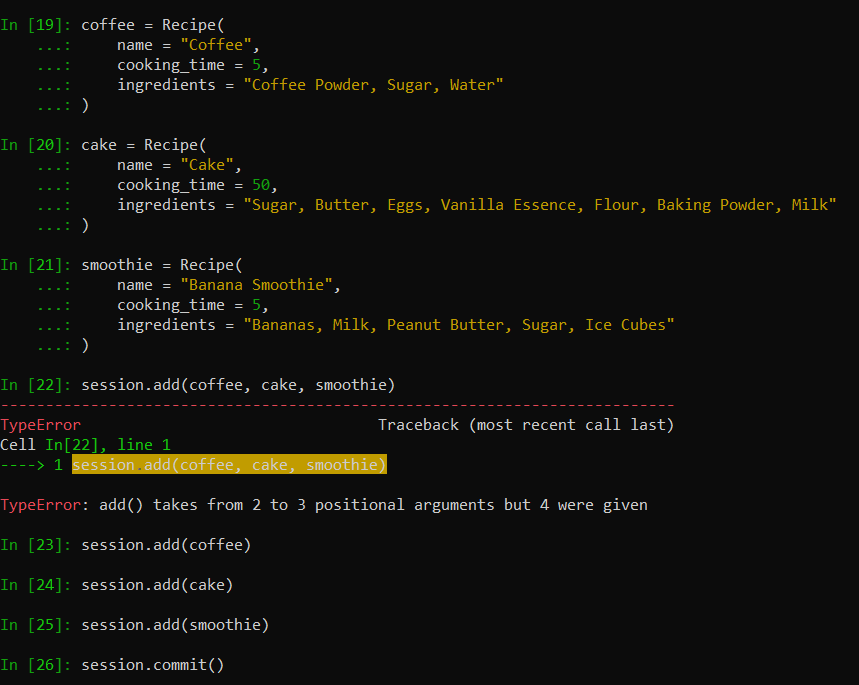 In [19]: coffee = Recipe(
    ...:     name = "Coffee",
    ...:     cooking_time = 5,
    ...:     ingredients = "Coffee Powder, Sugar, Water"
    ...: )
In [20]: cake = Recipe(
    ...:     name = "Cake",
    ...:     cooking_time = 50,
    ...:     ingredients = "Sugar, Butter, Eggs, Vanilla Essence, Flour, Baking Powder, Milk"
    ...: )
In [21]: smoothie = Recipe(
    ...:     name = "Banana Smoothie",
    ...:     cooking_time = 5,
    ...:     ingredients = "Bananas, Milk, Peanut Butter, Sugar, Ice Cubes"
    ...: )
In [22]: session.add(coffee, cake, smoothie)
---------------------------------------------------------------------------
TypeError                                 Traceback (most recent call last)
Cell In[22], line 1
----> 1 session.add(coffee, cake, smoothie)
TypeError: add() takes from 2 to 3 positional arguments but 4 were given
In [23]: session.add(coffee)
In [24]: session.add(cake)
In [25]: session.add(smoothie)
In [26]: session.commit()